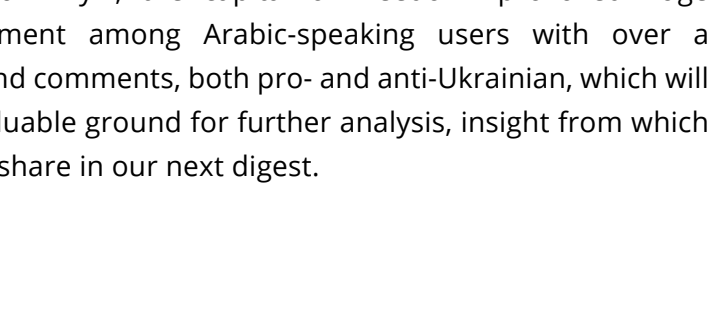 ment among Arabic-speaking users with over a
nd comments, both pro- and anti-Ukrainian, which will
luable ground for further analysis, insight from which
share in our next digest.